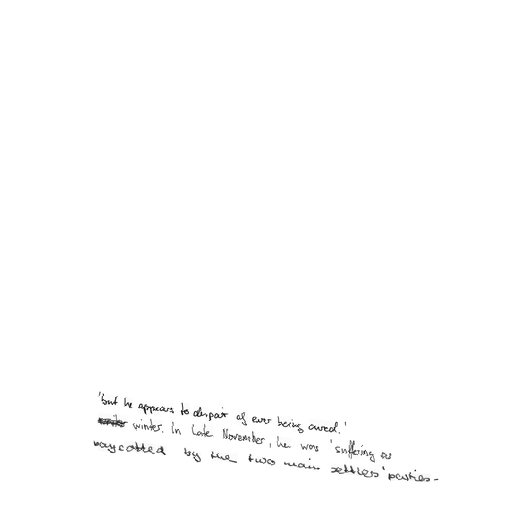 'but he appears to despair of ever being cured.'
winter. In late November, he was 'suffering as
boycotted by the two main settlers' parties-